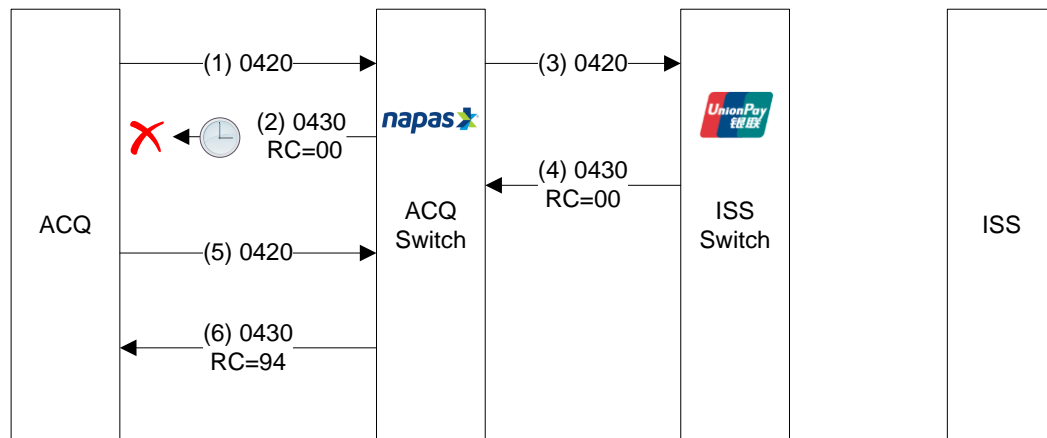 (1) 0420
(3) 0420
napas
UnionPay
银联
(2) 0430
RC=00
(4) 0430
RC=00
ACQ
ACQ
Switch
ISS
Switch
ISS
(5) 0420
(6) 0430
RC=94